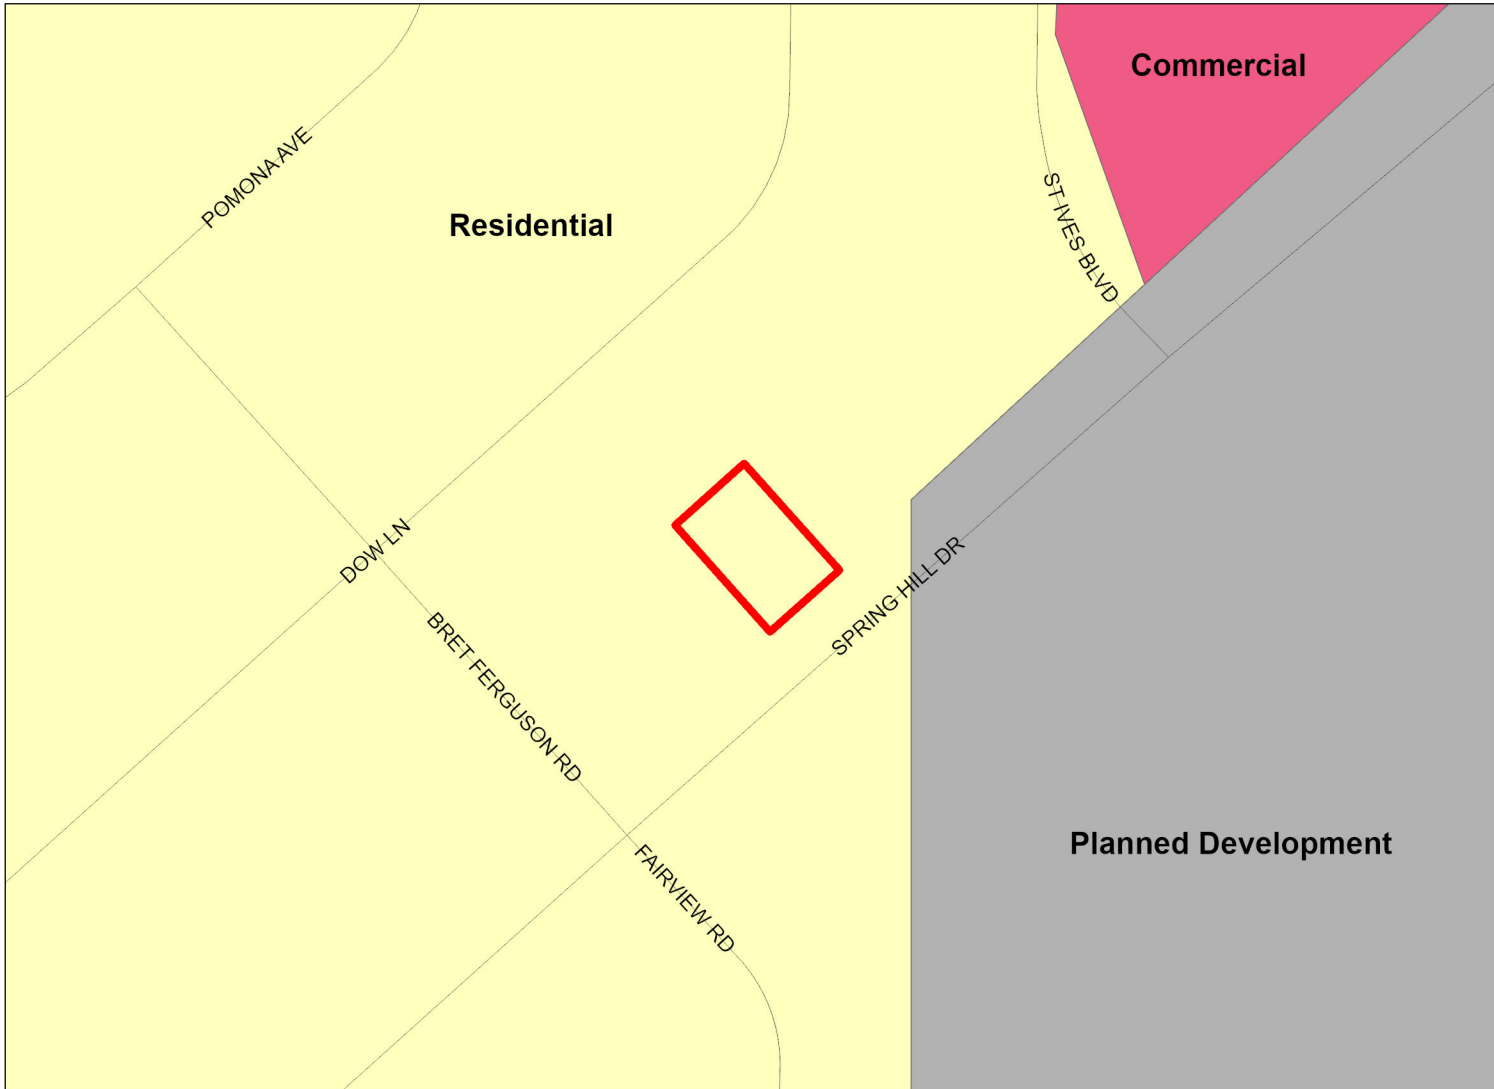 Commercial
POMONA AVE
Residential
ST IVES BLVD
DOW LN
SPRING HILL DR
BRET FERGUSON RD
Planned Development
FAIRVIEW RD